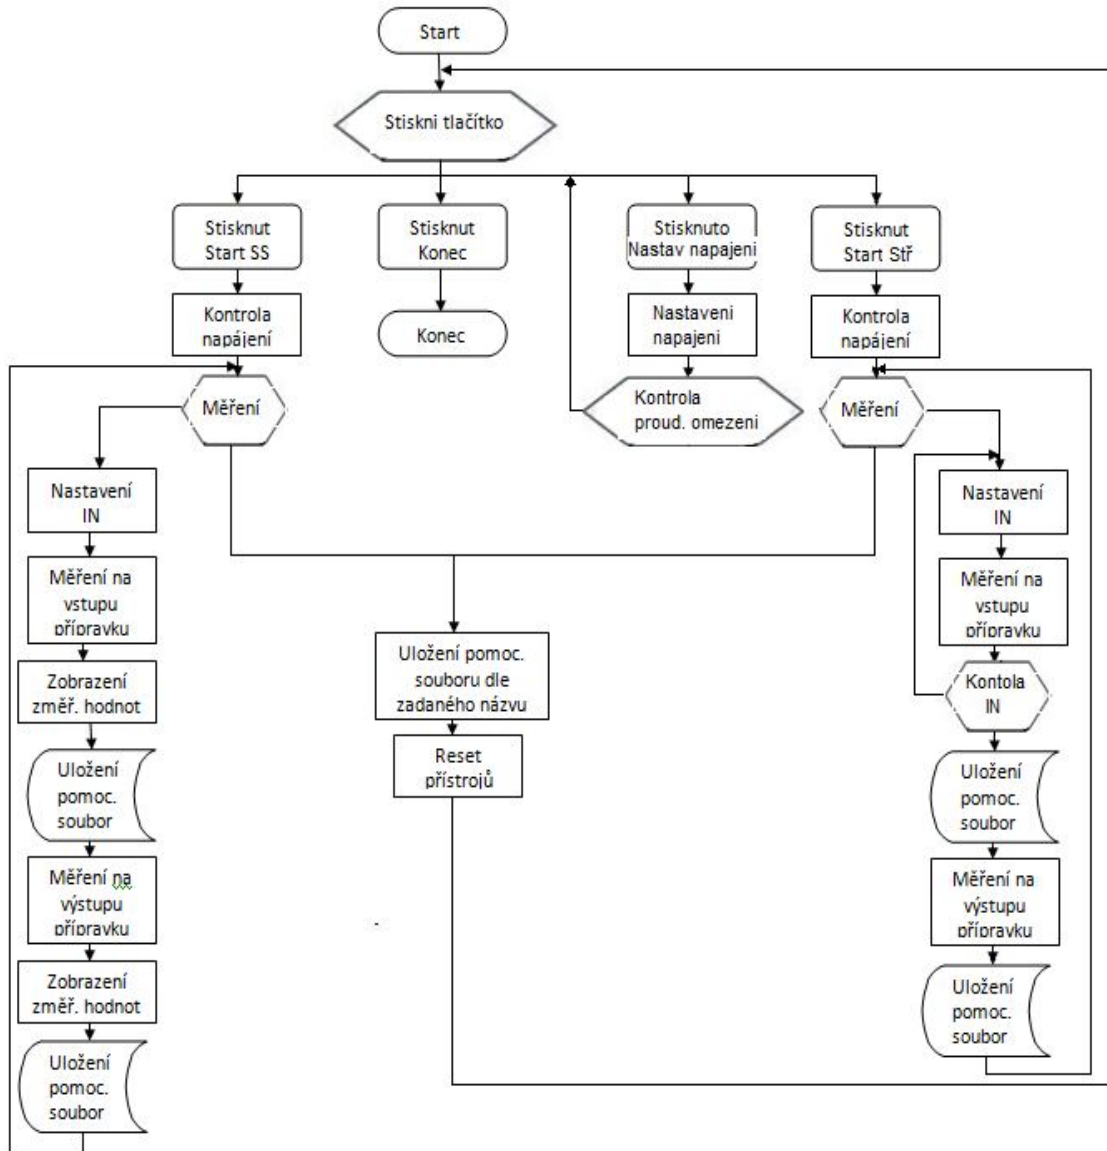 Start
Stiskni tlačítko
Stisknut
Start SS
Stisknut
Konec
Stisknuto
Nastav napajeni
Stisknut
Start Stř
Kontrola
napájení
Konec
Nastaveni
napajeni
Kontrola
napájení
Měření
Kontrola
proud. omezeni
Měření
Nastavení
IN
Nastavení
IN
Měření na
vstupu
přípravku
Měření na
vstupu
přípravku
Uložení pomoc.
souboru dle
zadaného názvu
Zobrazení
změř. hodnot
Kontola
IN
Reset
přístrojů
Uložení
pomoc.
soubor
Uložení
pomoc.
soubor
Měření na
výstupu
přípravku
Měření na
výstupu
přípravku
Zobrazení
změř. hodnot
Uložení
pomoc.
soubor
Uložení
pomoc.
soubor